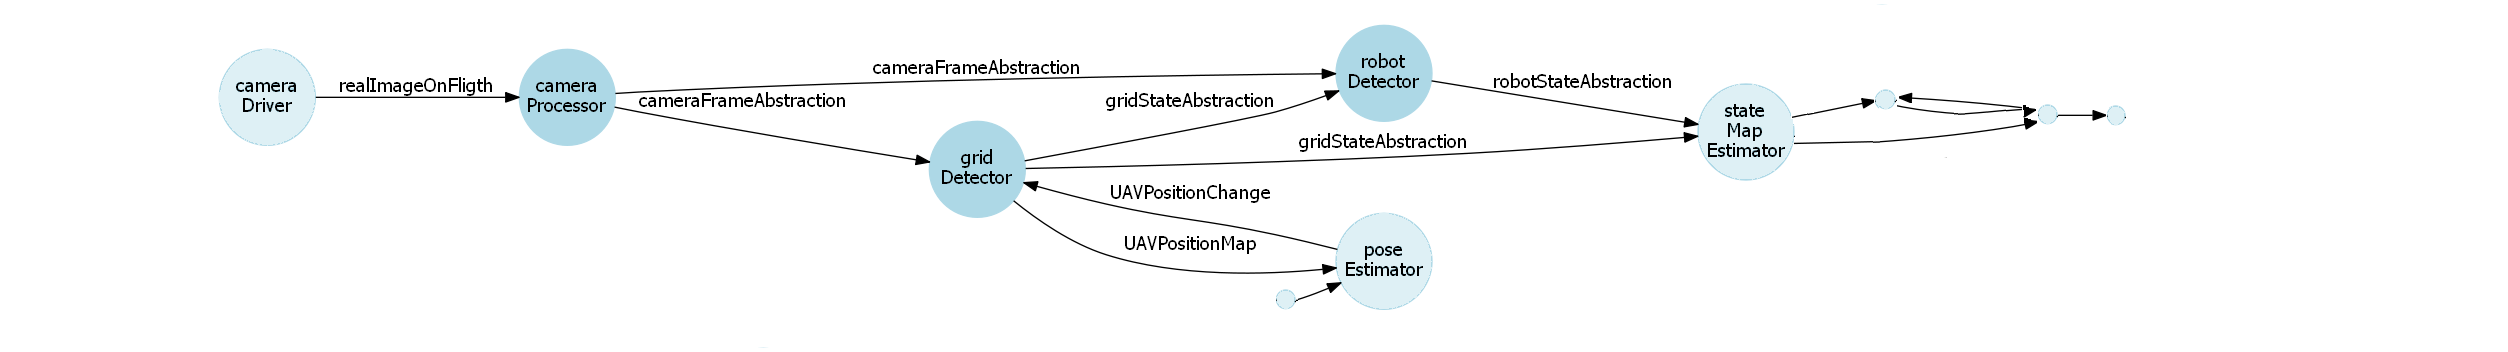 camera
Driver
realImageOnFligth
camera
Processor
cameraFrameAbstraction
cameraFrameAbstraction
grid
Detector
gridStateAbstraction
gridStateAbstraction
UAVPositionChange
UAVPositionMap
robot
Detector
pose
Estimator
robotStateAbstraction
state
Map
Estimator